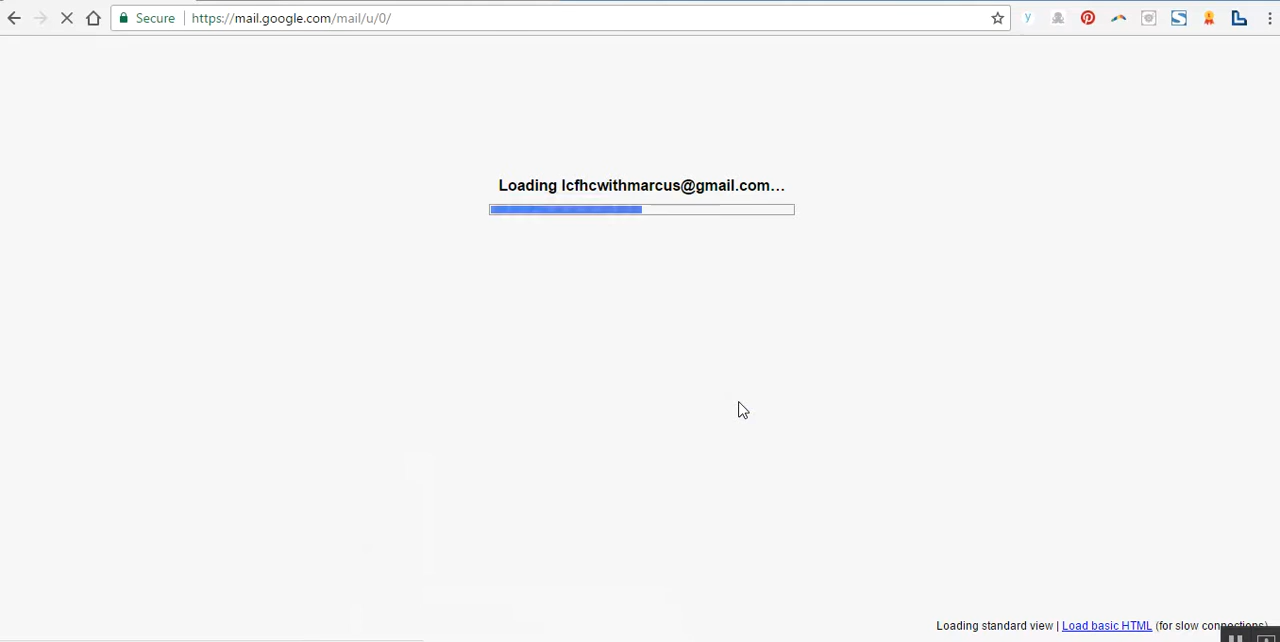 Secure https://mail.google.com/mail/u/0/
Loading lcfhcwithmarcus@gmail.com...
Loading standard view | Load basic HTML (for slow connections)